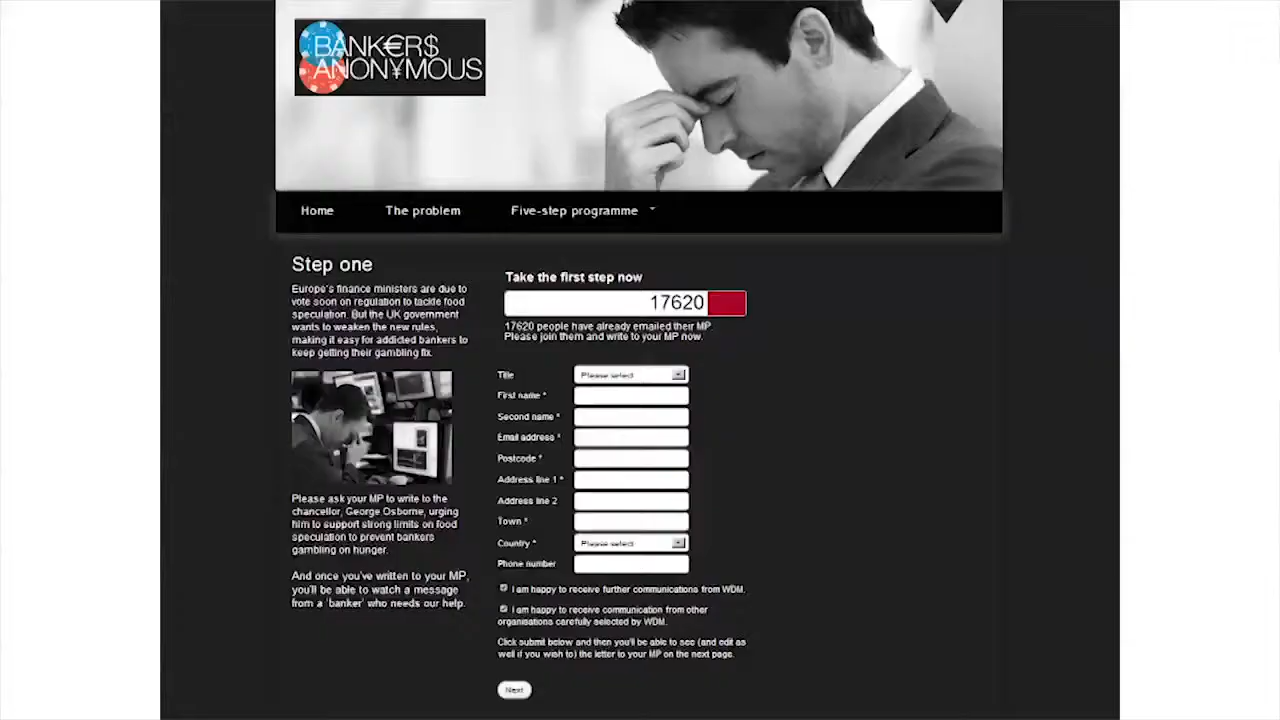 BANK€R$
ANON¥MOUS
Home
The problem
Five-step programme
Step one
Europe's finance ministers are due to
vote soon on regulation to tackle food
speculation. But the UK government
wants to weaken the new rules,
making it easy for addicted bankers to
keep getting their gambling fix.
Please ask your MP to write to the
chancellor, George Osborne, urging
him to support strong limits on food
speculation to prevent bankers
gambling on hunger.
And once you've written to your MP,
you'll be able to watch a message
from a 'banker' who needs our help.
Take the first step now
17620
17620 people have already emailed their MP
Please join them and write to your MP now.
Title
Please select
First name *
Second name *
Email address *
Postcode *
Address line 1 *
Address line 2
Town *
Country *
Please select
Phone number
I am happy to receive further communications from WDM.
I am happy to receive communication from other
organisations carefully selected by WDM.
Click submit below and then you'll be able to see (and edit as
well if you wish to) the letter to your MP on the next page.
Next